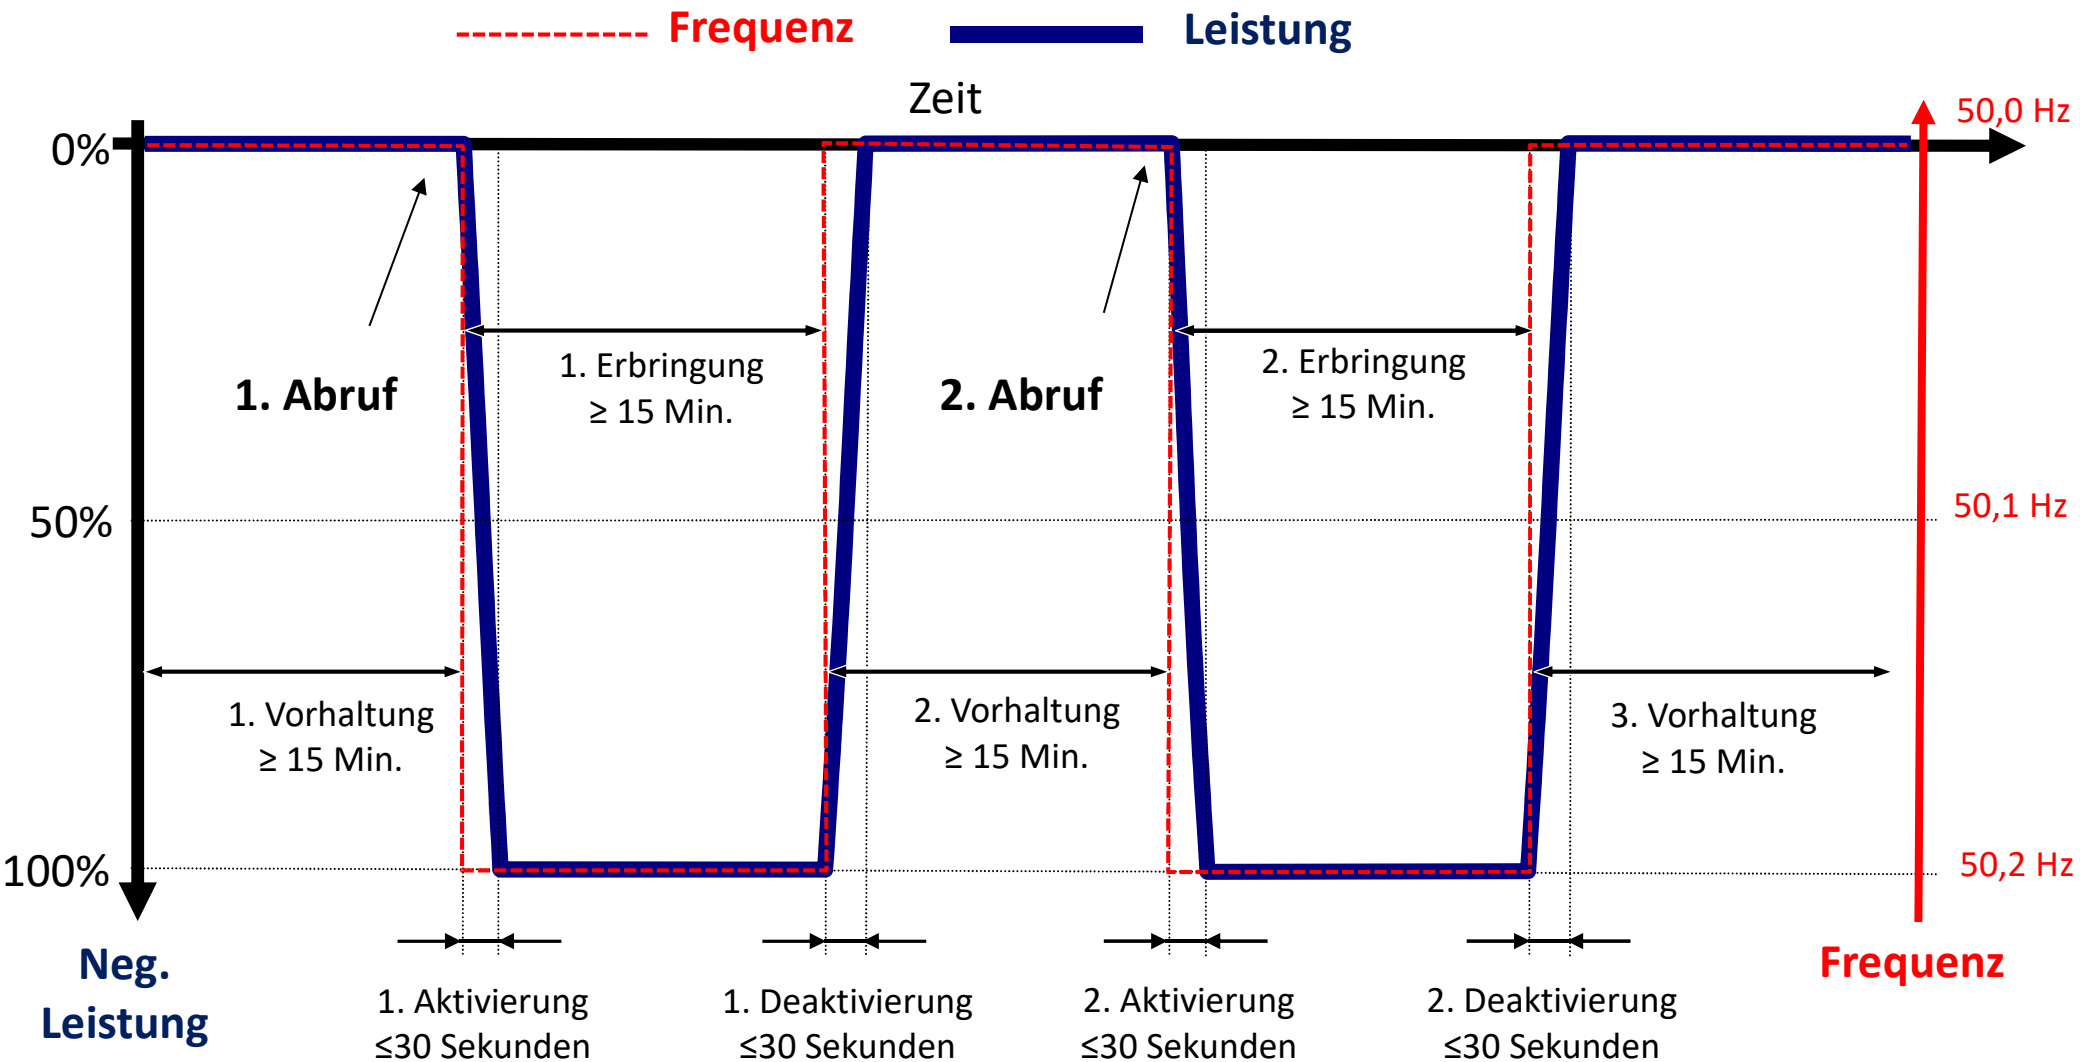 Frequenz
Leistung
Zeit
50,0 Hz
0%
1. Erbringung
≥ 15 Min.
2. Erbringung
≥ 15 Min.
1. Abruf
2. Abruf
50%
50,1 Hz
1. Vorhaltung
≥ 15 Min.
2. Vorhaltung
≥ 15 Min.
3. Vorhaltung
≥ 15 Min.
100%
50,2 Hz
Neg.
Leistung
Frequenz
1. Aktivierung
≤30 Sekunden
1. Deaktivierung
≤30 Sekunden
2. Aktivierung
≤30 Sekunden
2. Deaktivierung
≤30 Sekunden